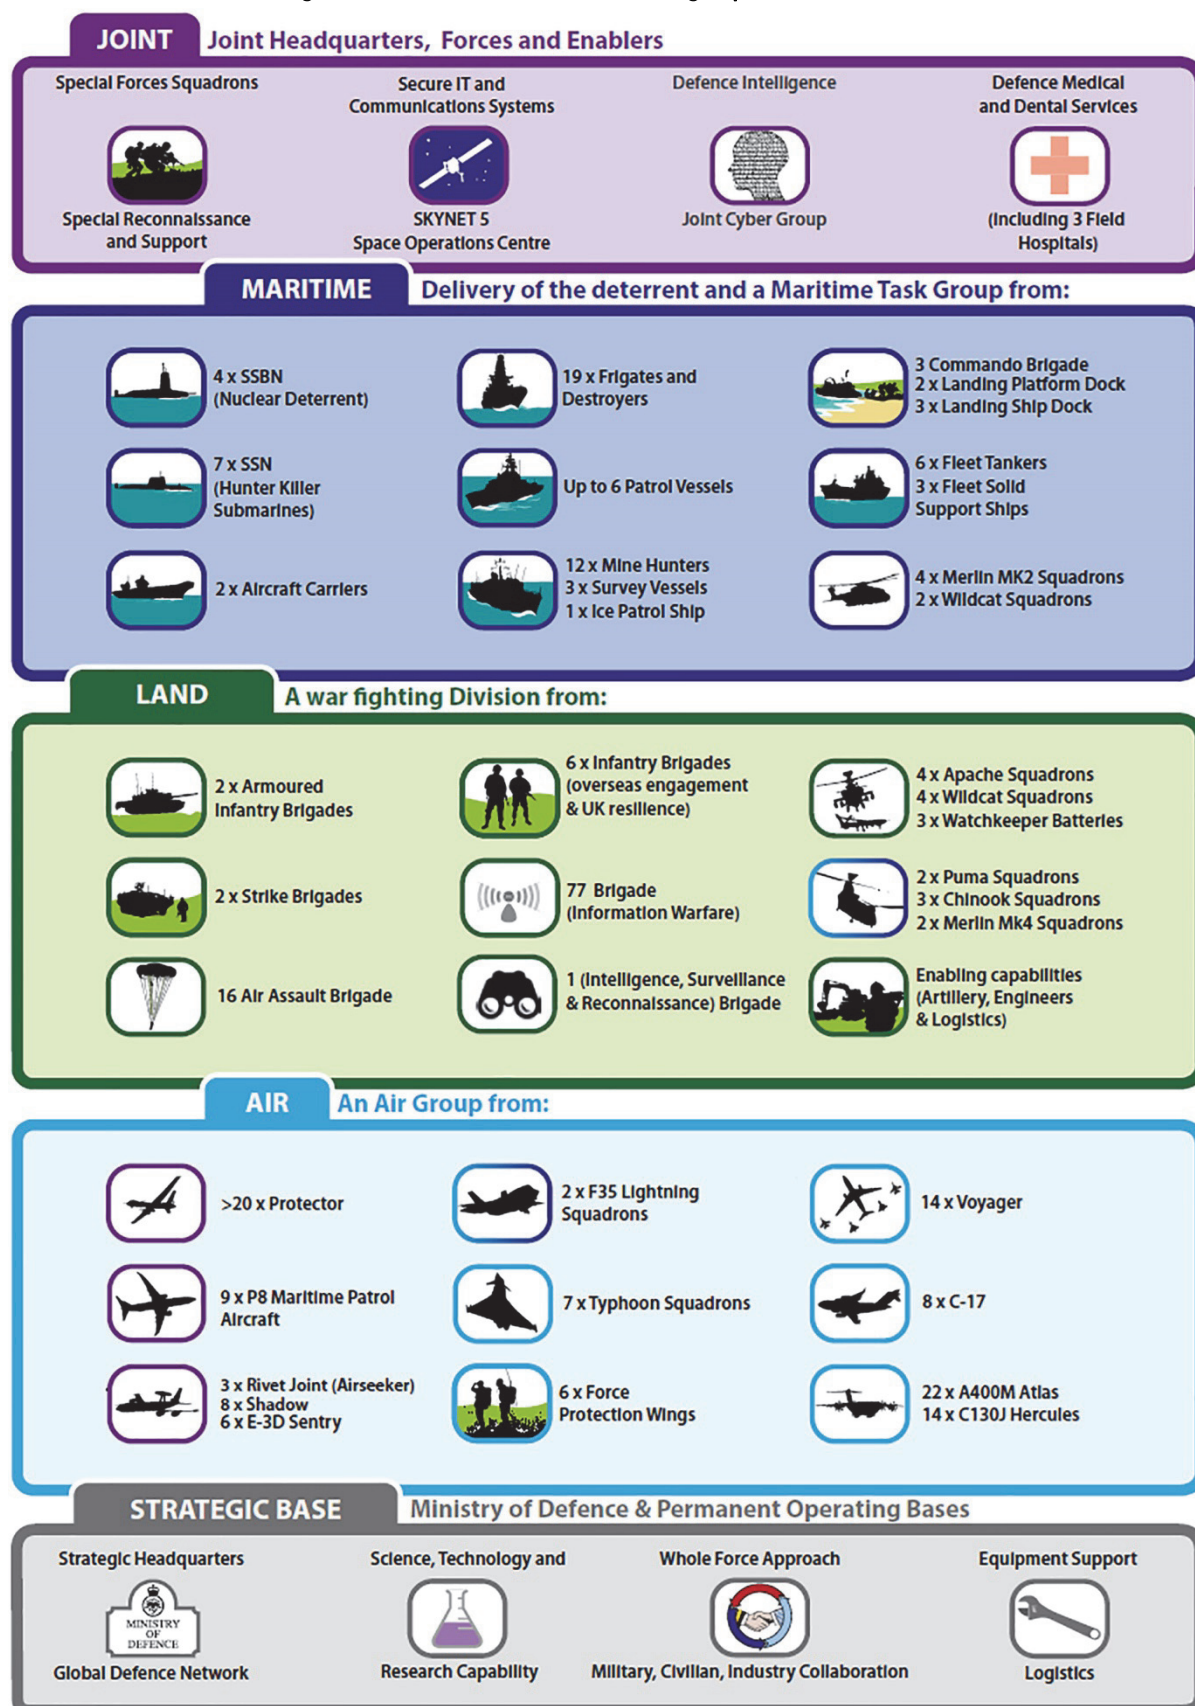 JOINT Joint Headquarters, Forces and Enablers
Special Forces Squadrons
Special Reconnaissance
and Support
Secure IT and
Communications Systems
SKYNET 5
Space Operations Centre
Defence Intelligence
Joint Cyber Group
Defence Medical
and Dental Services
(Including 3 Field
Hospitals)
MARITIME Delivery of the deterrent and a Maritime Task Group from:
4 x SSBN
(Nuclear Deterrent)
19 x Frigates and
Destroyers
3 Commando Brigade
2 x Landing Platform Dock
3 x Landing Ship Dock
7 x SSN
(Hunter Killer
Submarines)
Up to 6 Patrol Vessels
6 x Fleet Tankers
3 x Fleet Solid
Support Ships
2 x Aircraft Carriers
12 x Mine Hunters
3 x Survey Vessels
1 x Ice Patrol Ship
4 x Merlin MK2 Squadrons
2 x Wildcat Squadrons
LAND A war fighting Division from:
2 x Armoured
Infantry Brigades
6 x Infantry Brigades
(overseas engagement
& UK resilience)
4 x Apache Squadrons
4 x Wildcat Squadrons
3 x Watchkeeper Batteries
2 x Strike Brigades
77 Brigade
(Information Warfare)
2 x Puma Squadrons
3 x Chinook Squadrons
2 x Merlin Mk4 Squadrons
16 Air Assault Brigade
1 (Intelligence, Surveillance
& Reconnaissance) Brigade
Enabling capabilities
(Artillery, Engineers
& Logistics)
AIR An Air Group from:
>20 x Protector
2 x F35 Lightning
Squadrons
14 x Voyager
9 x P8 Maritime Patrol
Aircraft
7 x Typhoon Squadrons
8 x C-17
3 x Rivet Joint (Airseeker)
8 x Shadow
6 x E-3D Sentry
6 x Force
Protection Wings
22 x A400M Atlas
14 x C130J Hercules
STRATEGIC BASE Ministry of Defence & Permanent Operating Bases
Strategic Headquarters
MINISTRY
OF
DEFENCE
Global Defence Network
Science, Technology and
Research Capability
Whole Force Approach
Military, Civilian, Industry Collaboration
Equipment Support
Logistics